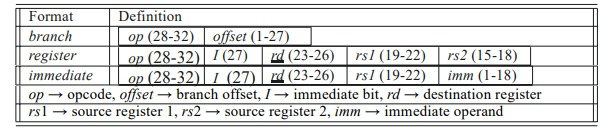 Format Definition
branch op (28-32) offset (1-27)
register op (28-32) I (27) rd (23-26) rs1 (19-22) rs2 (15-18)
immediate op (28-32) I (27) rd (23-26) rs1 (19-22) imm (1-18)
op → opcode, offset → branch offset, I → immediate bit, rd → destination register
rs1 → source register 1, rs2 → source register 2, imm → immediate operand